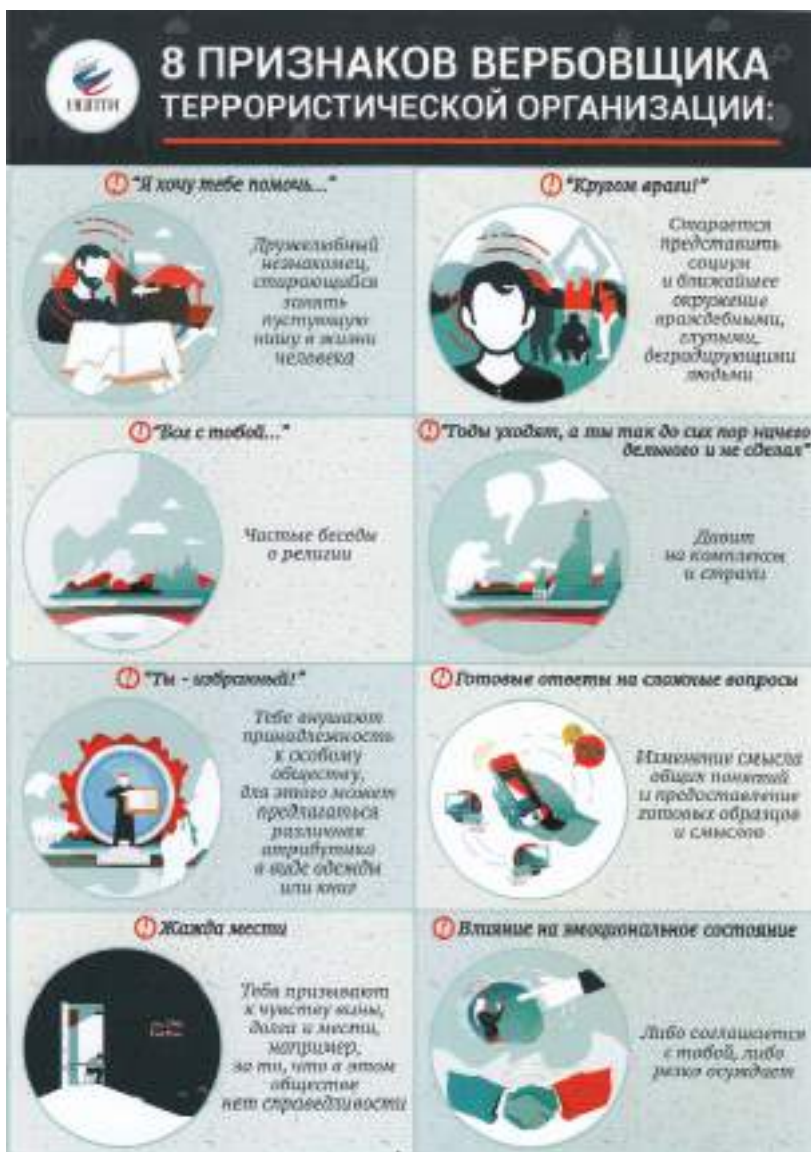 НЦПТИ
8 ПРИЗНАКОВ ВЕРБОВЩИКА
ТЕРРОРИСТИЧЕСКОЙ ОРГАНИЗАЦИИ:
"Я хочу тебе помочь..."
Дружелюбный
незнакомец,
старающийся
занять
пустующую
нишу в жизни
человека
"Кругом враги!"
Старается
представить
социум
и ближайшее
окружение
враждебными,
глупыми,
деградирующими
людьми
"Бог с тобой..."
Частые беседы
о религии
"Годы уходят, а ты так до сих пор ничего
дельного и не сделал"
Давит
на комплексы
и страхи
"Ты - избранный!"
Тебе внушают
принадлежность
к особому
обществу,
для этого может
предлагаться
различная
атрибутика
в виде одежды
или книг
Готовые ответы на сложные вопросы
Изменение смысла
общих понятий
и предоставление
готовых образцов
и смыслов
Жажда мести
Тебя призывают
к чувству вины,
долга и мести,
например,
за то, что в этом
обществе
нет справедливости
Влияние на эмоциональное состояние
Либо соглашается
с тобой, либо
резко осуждает